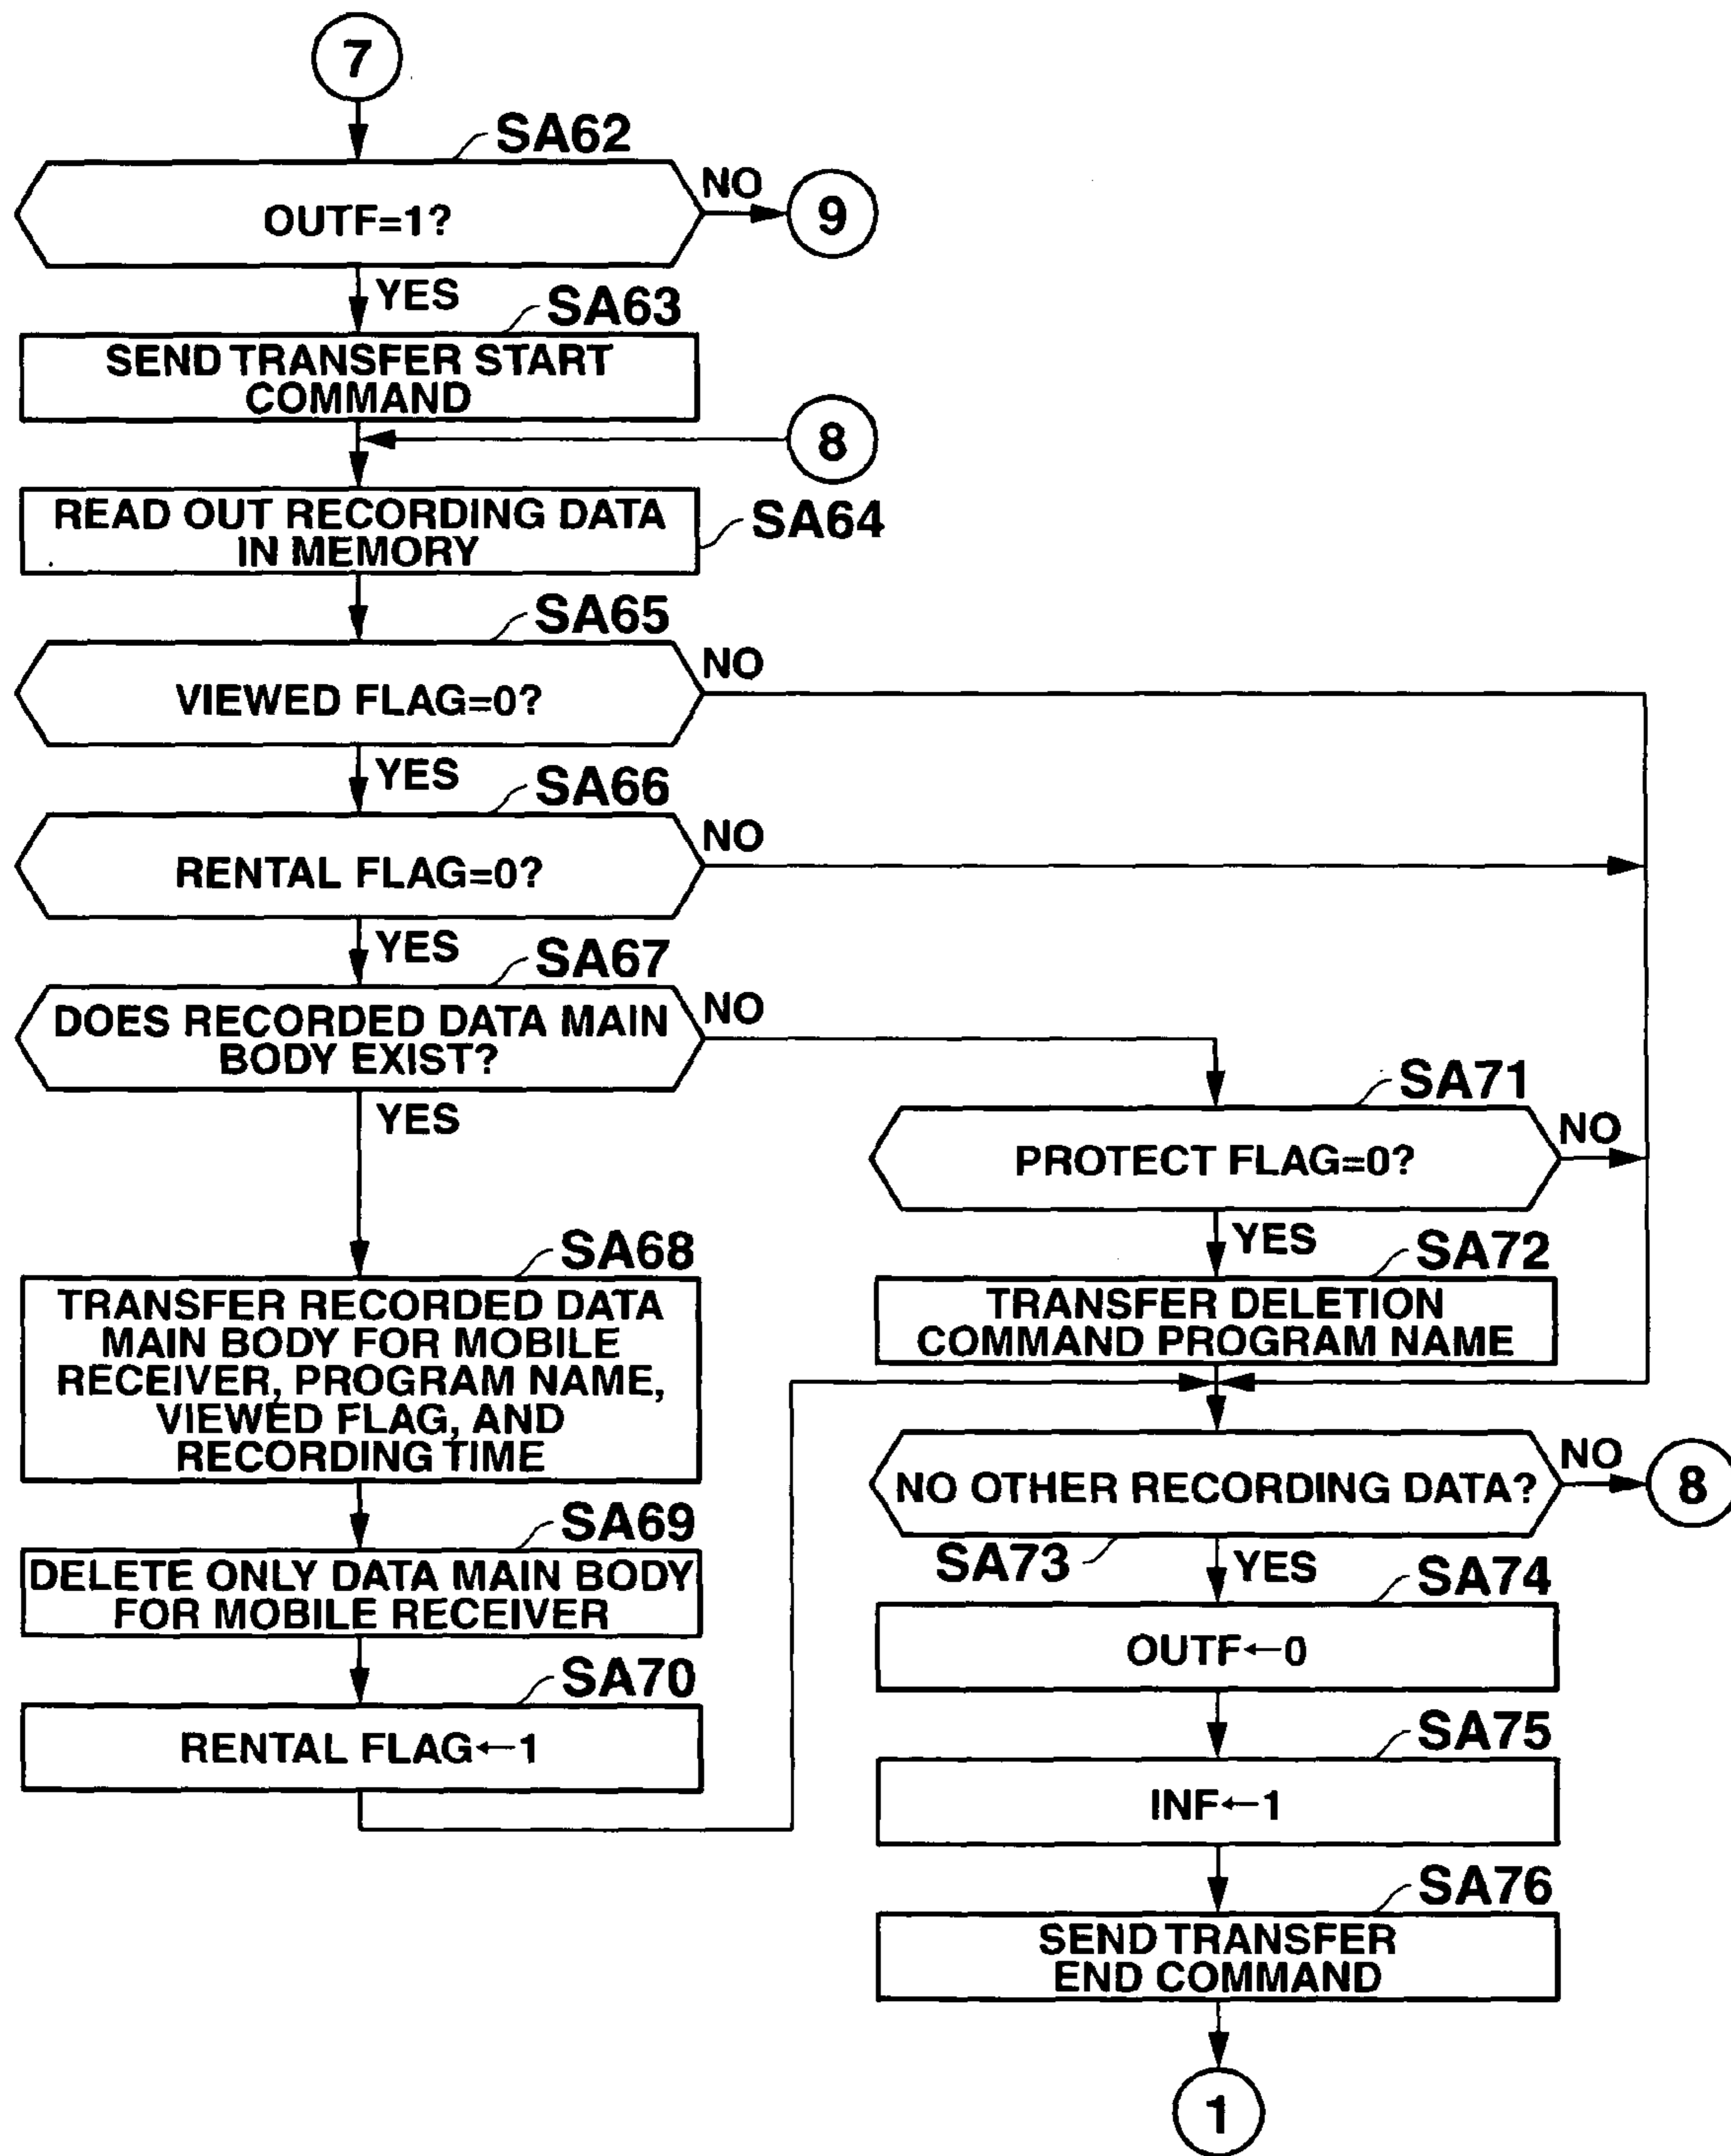 7
SA62
OUTF=1?
NO
9
YES
SA63
SEND TRANSFER START
COMMAND
8
READ OUT RECORDING DATA
IN MEMORY
SA64
SA65
VIEWED FLAG=0?
NO
YES
SA66
RENTAL FLAG=0?
NO
YES
SA67
DOES RECORDED DATA MAIN
BODY EXIST?
NO
YES
SA71
PROTECT FLAG=0?
NO
YES
SA68
TRANSFER RECORDED DATA
MAIN BODY FOR MOBILE
RECEIVER, PROGRAM NAME,
VIEWED FLAG, AND
RECORDING TIME
SA72
TRANSFER DELETION
COMMAND PROGRAM NAME
NO OTHER RECORDING DATA?
NO
8
SA73
YES
SA69
DELETE ONLY DATA MAIN BODY
FOR MOBILE RECEIVER
SA74
OUTF←0
SA70
RENTAL FLAG←1
SA75
INF←1
SA76
SEND TRANSFER
END COMMAND
1